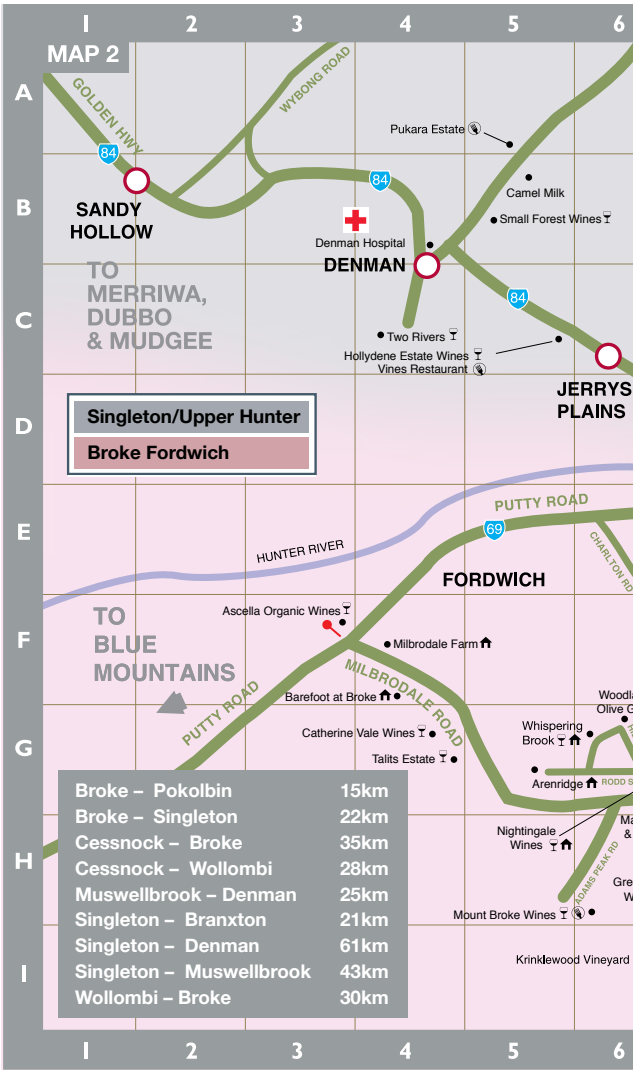 1 2 3 4 5 6
MAP 2
A
GOLDEN HWY
WYBONG ROAD
Pukara Estate
84
84
Camel Milk
B
SANDY
HOLLOW
Small Forest Wines
Denman Hospital
DENMAN
TO
MERRIWA,
DUBBO
& MUDGEE
84
C
Two Rivers
Hollydene Estate Wines
Vines Restaurant
JERRYS
PLAINS
D
Singleton/Upper Hunter
Broke Fordwich
PUTTY ROAD
E
69
HUNTER RIVER
CHARLTON RD
FORDWICH
Ascella Organic Wines
TO
BLUE
MOUNTAINS
F
Milbrodale Farm
MILBRODALE ROAD
PUTTY ROAD
Barefoot at Broke
Woodla
Olive G
Catherine Vale Wines
Whispering
Brook
G
Talits Estate
Arenridge
RODD S
Broke – Pokolbin 15km
Broke – Singleton 22km
Cessnock – Broke 35km
Cessnock – Wollombi 28km
Muswellbrook – Denman 25km
Singleton – Branxton 21km
Singleton – Denman 61km
Singleton – Muswellbrook 43km
Wollombi – Broke 30km
Ma
&
Nightingale
Wines
H
ADAMS PEAK RD
Gre
W
Mount Broke Wines
Krinklewood Vineyard
I
1 2 3 4 5 6